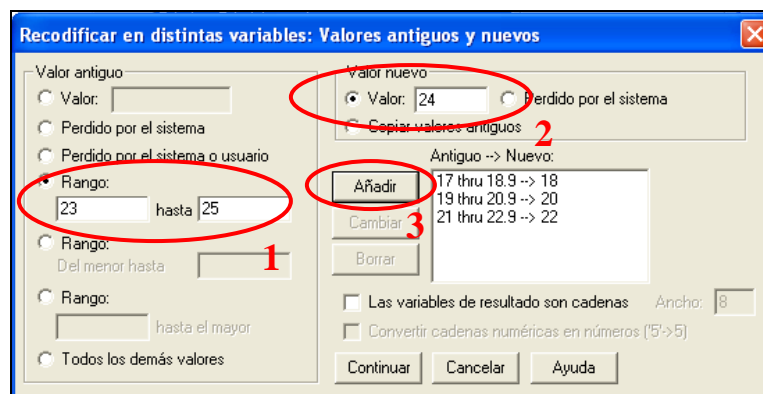 Recodificar en distintas variables: Valores antiguos y nuevos
Valor antiguo
Valor:
Perdido por el sistema
Perdido por el sistema o usuario
Rango:
23 hasta 25
1
Rango:
Del menor hasta
Rango:
hasta el mayor
Todos los demás valores
Valor nuevo
Valor: 24 Perdido por el sistema
Copiar valores antiguos
2
Antiguo --> Nuevo:
Añadir
3
Cambiar
Borrar
17 thru 18.9 --> 18
19 thru 20.9 --> 20
21 thru 22.9 --> 22
Las variables de resultado son cadenas Ancho: 8
Convertir cadenas numéricas en números ('5'->5)
Continuar Cancelar Ayuda